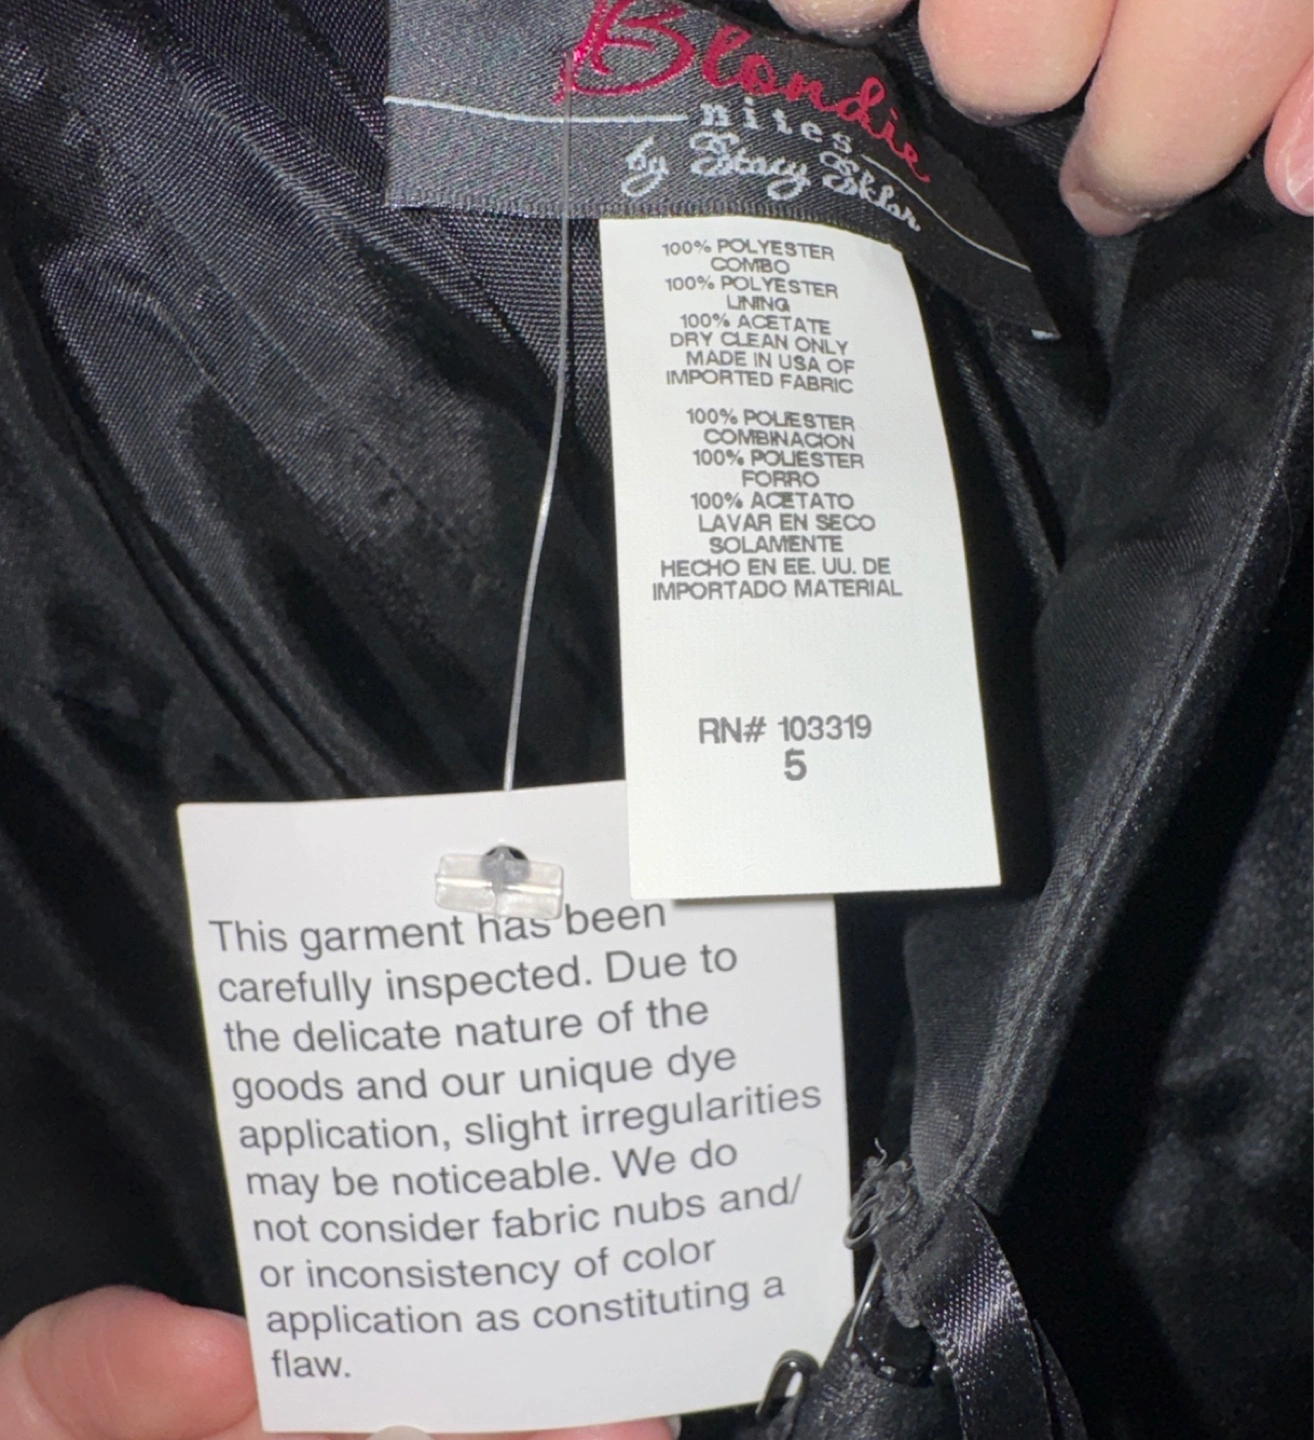 Blondie
nites
by Stacy Sklar
100% POLYESTER
COMBO
100% POLYESTER
LINING
100% ACETATE
DRY CLEAN ONLY
MADE IN USA OF
IMPORTED FABRIC
100% POLIESTER
COMBINACION
100% POLIESTER
FORRO
100% ACETATO
LAVAR EN SECO
SOLAMENTE
HECHO EN EE. UU. DE
IMPORTADO MATERIAL
RN# 103319
5
This garment has been
carefully inspected. Due to
the delicate nature of the
goods and our unique dye
application, slight irregularities
may be noticeable. We do
not consider fabric nubs and/
or inconsistency of color
application as constituting a
flaw.